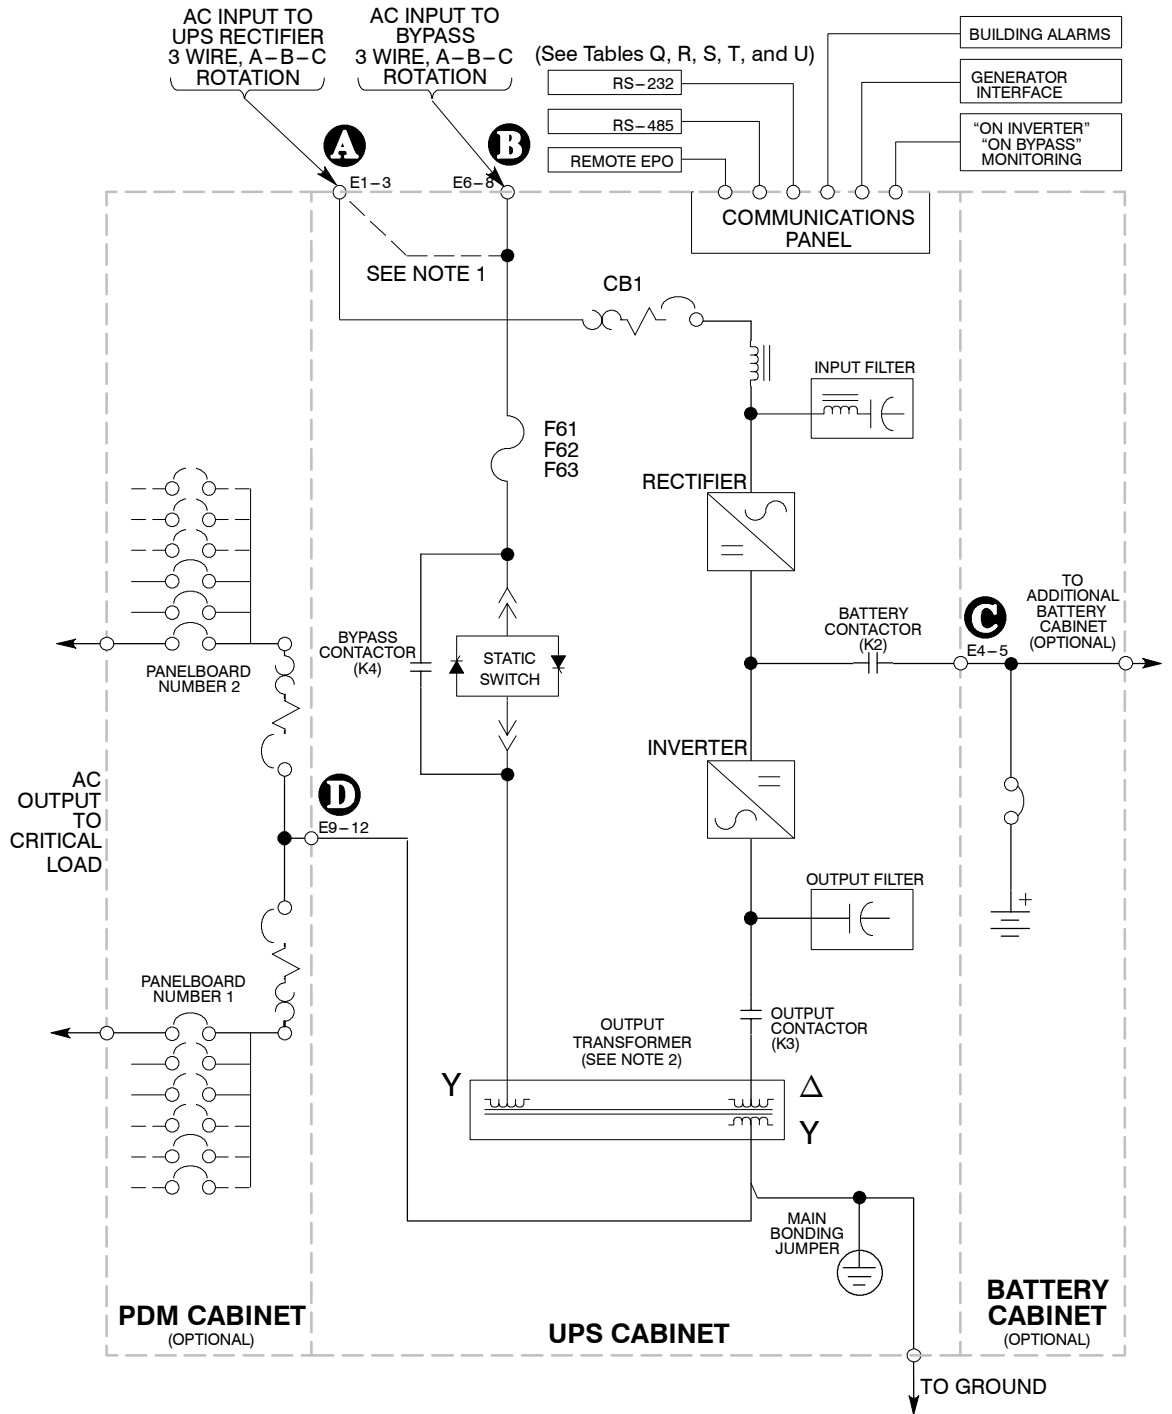 AC INPUT TO
UPS RECTIFIER
3 WIRE, A−B−C
ROTATION
AC INPUT TO
BYPASS
3 WIRE, A−B−C
ROTATION
(See Tables Q, R, S, T, and U)
RS−232
RS−485
REMOTE EPO
BUILDING ALARMS
GENERATOR
INTERFACE
“ON INVERTER”
“ON BYPASS”
MONITORING
A
B
E1−3
E6−8
COMMUNICATIONS
PANEL
SEE NOTE 1
CB1
INPUT FILTER
F61
F62
F63
RECTIFIER
BYPASS
CONTACTOR
(K4)
STATIC
SWITCH
BATTERY
CONTACTOR
(K2)
C
E4−5
TO
ADDITIONAL
BATTERY
CABINET
(OPTIONAL)
PANELBOARD
NUMBER 2
INVERTER
AC
OUTPUT
TO
CRITICAL
LOAD
D
E9−12
OUTPUT FILTER
+
PANELBOARD
NUMBER 1
OUTPUT
TRANSFORMER
(SEE NOTE 2)
OUTPUT
CONTACTOR
(K3)
Y
Δ
Y
MAIN
BONDING
JUMPER
PDM CABINET
(OPTIONAL)
UPS CABINET
BATTERY
CABINET
(OPTIONAL)
TO GROUND